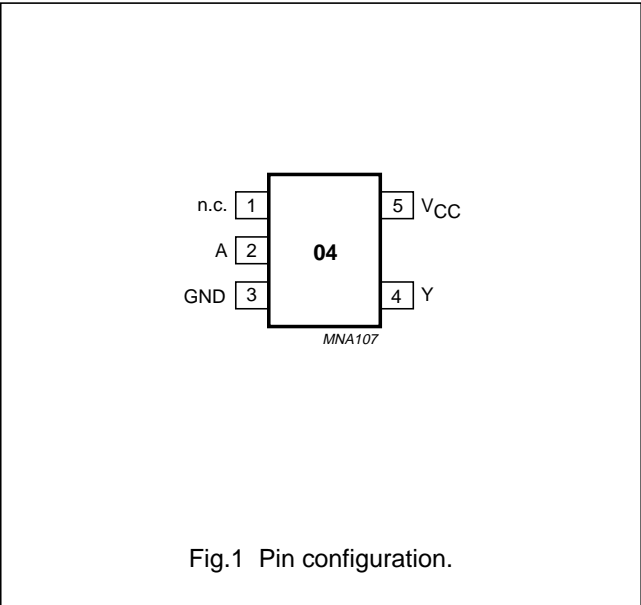 n.c. 1 5 VCC
A 2 04
GND 3 4 Y
MNA107
Fig.1 Pin configuration.